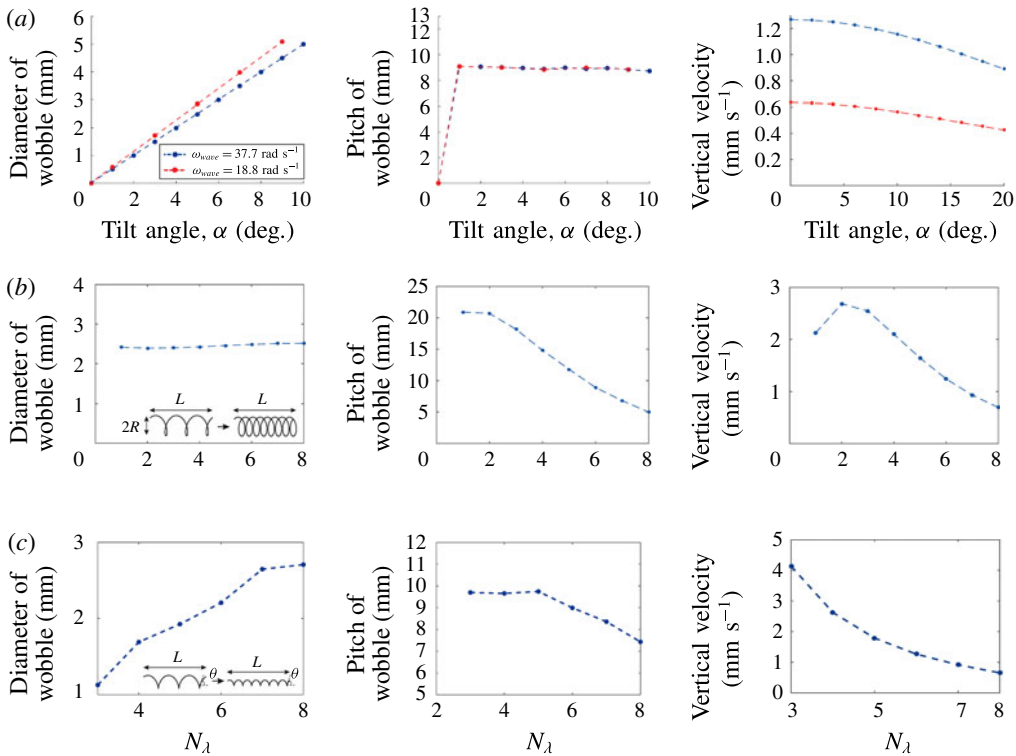 (a)
Diameter of
wobble (mm)
6
5
4
3
2
1
0 2 4 6 8 10
ω_wave = 37.7 rad s⁻¹
ω_wave = 18.8 rad s⁻¹
Tilt angle, α (deg.)
Pitch of
wobble (mm)
13
12
10
8
6
4
2
0 2 4 6 8 10
Tilt angle, α (deg.)
Vertical velocity
(mm s⁻¹)
1.2
1.0
0.8
0.6
0.4
0.2
0 5 10 15 20
Tilt angle, α (deg.)
(b)
Diameter of
wobble (mm)
4
3
2
1
0 2 4 6 8
L L
2R
Pitch of
wobble (mm)
25
20
15
10
5
0 2 4 6 8
Vertical velocity
(mm s⁻¹)
3
2
1
0 2 4 6 8
(c)
Diameter of
wobble (mm)
3
2
1
4 6 8
L θ L θ
N_λ
Pitch of
wobble (mm)
12
11
10
9
8
7
6
5
2 4 6 8
N_λ
Vertical velocity
(mm s⁻¹)
5
4
3
2
1
0
3 5 7 8
N_λ